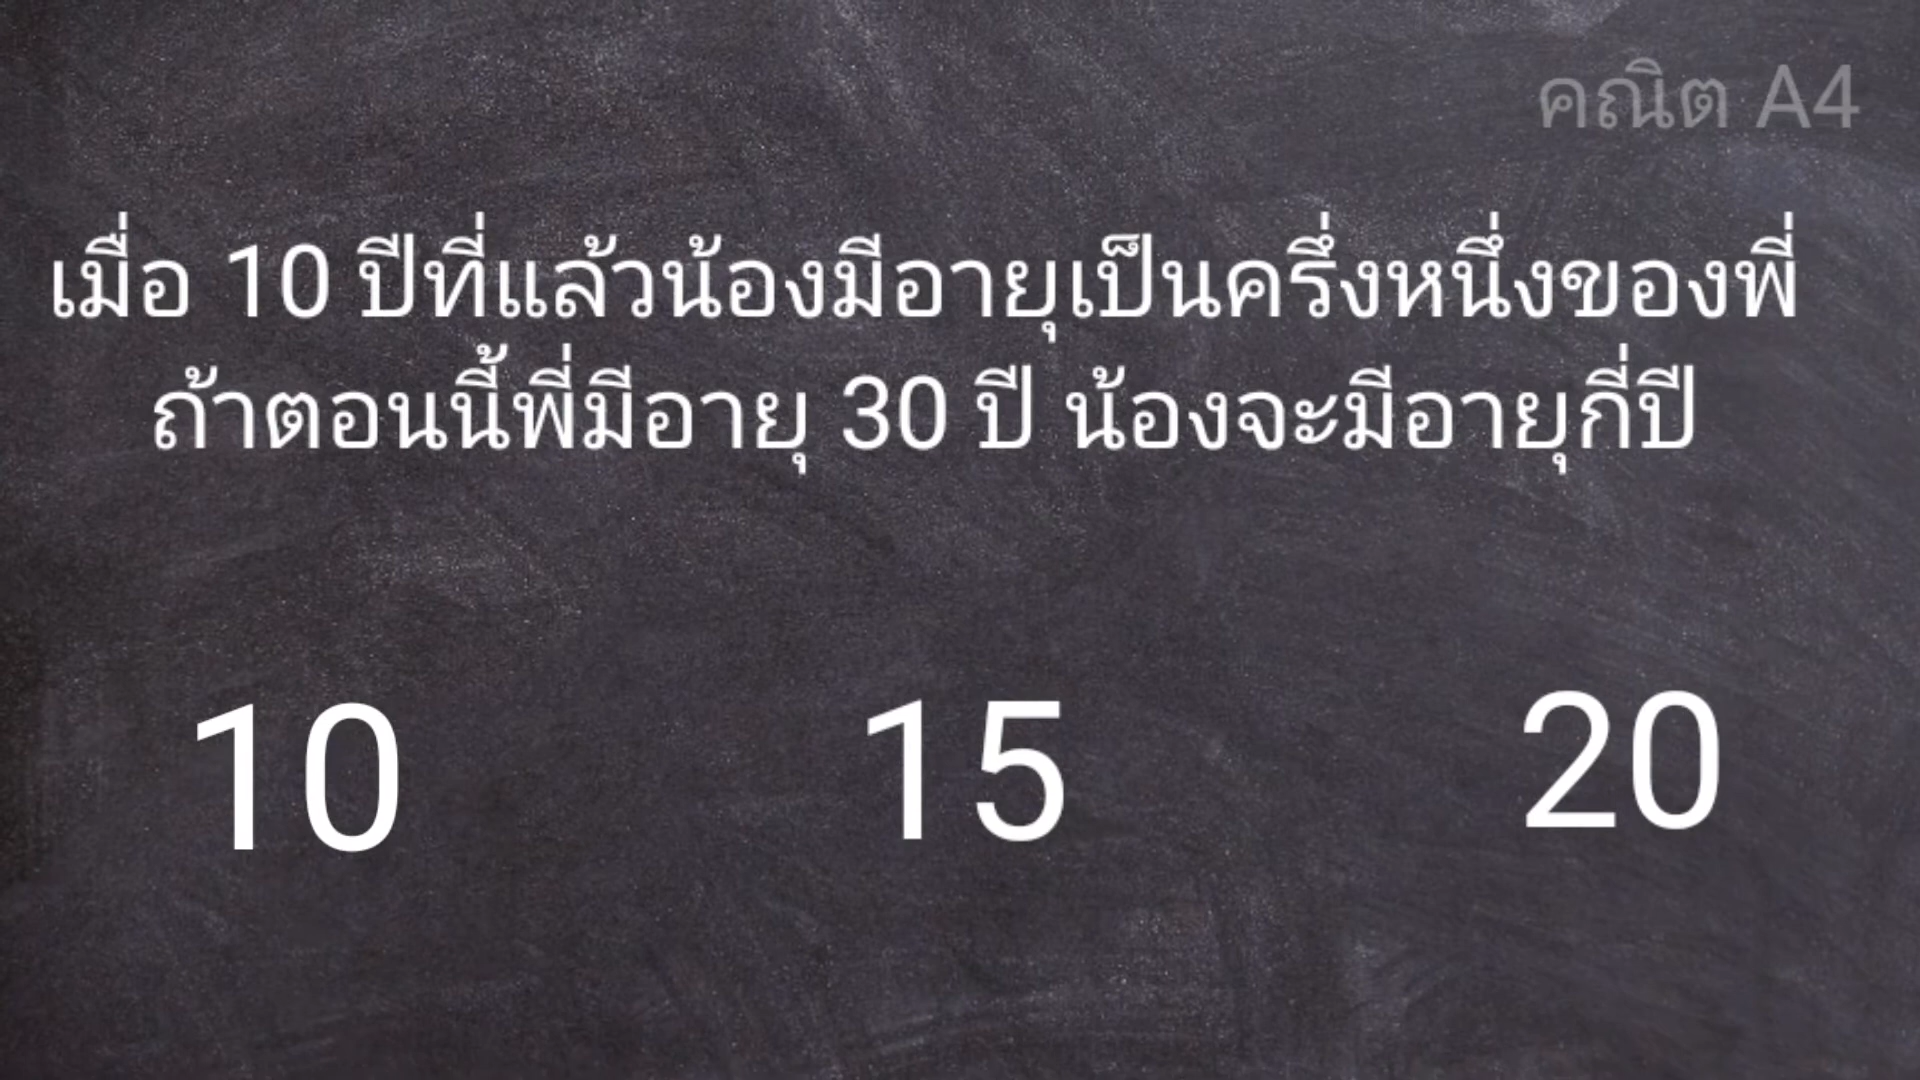 คณิต A4
เมื่อ 10 ปีที่แล้วน้องมีอายุเป็นครึ่งหนึ่งของพี่
ถ้าตอนนี้พี่มีอายุ 30 ปี น้องจะมีอายุกี่ปี
10 15 20